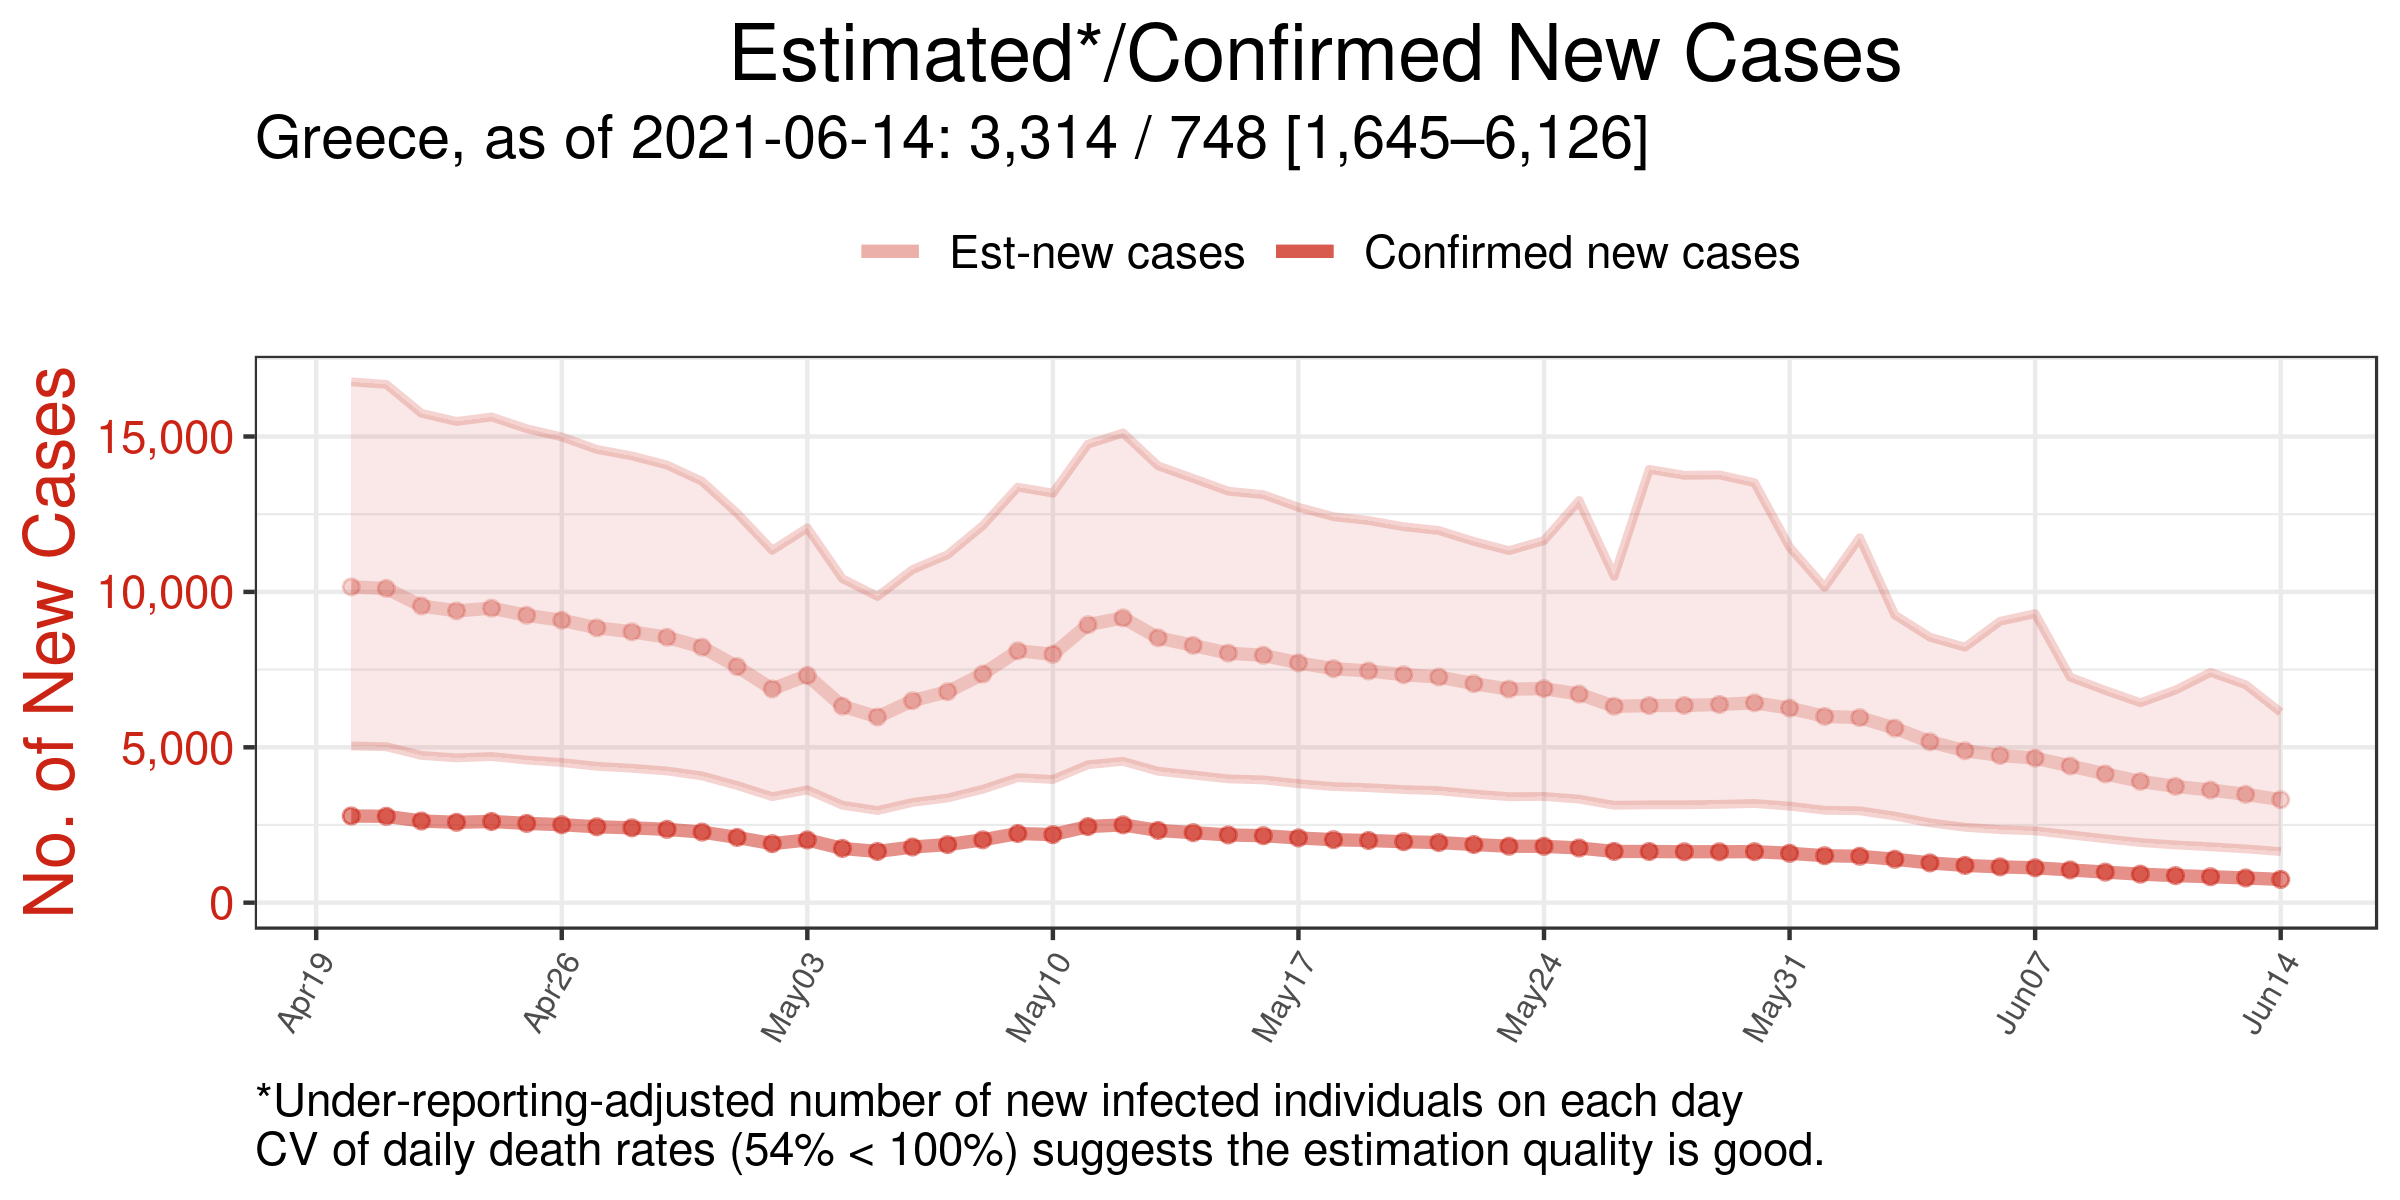 Estimated*/Confirmed New Cases
Greece, as of 2021-06-14: 3,314 / 748 [1,645–6,126]
Est-new cases
Confirmed new cases
No. of New Cases
15,000
10,000
5,000
0
Apr19
Apr26
May03
May10
May17
May24
May31
Jun07
Jun14
*Under-reporting-adjusted number of new infected individuals on each day
CV of daily death rates (54% < 100%) suggests the estimation quality is good.